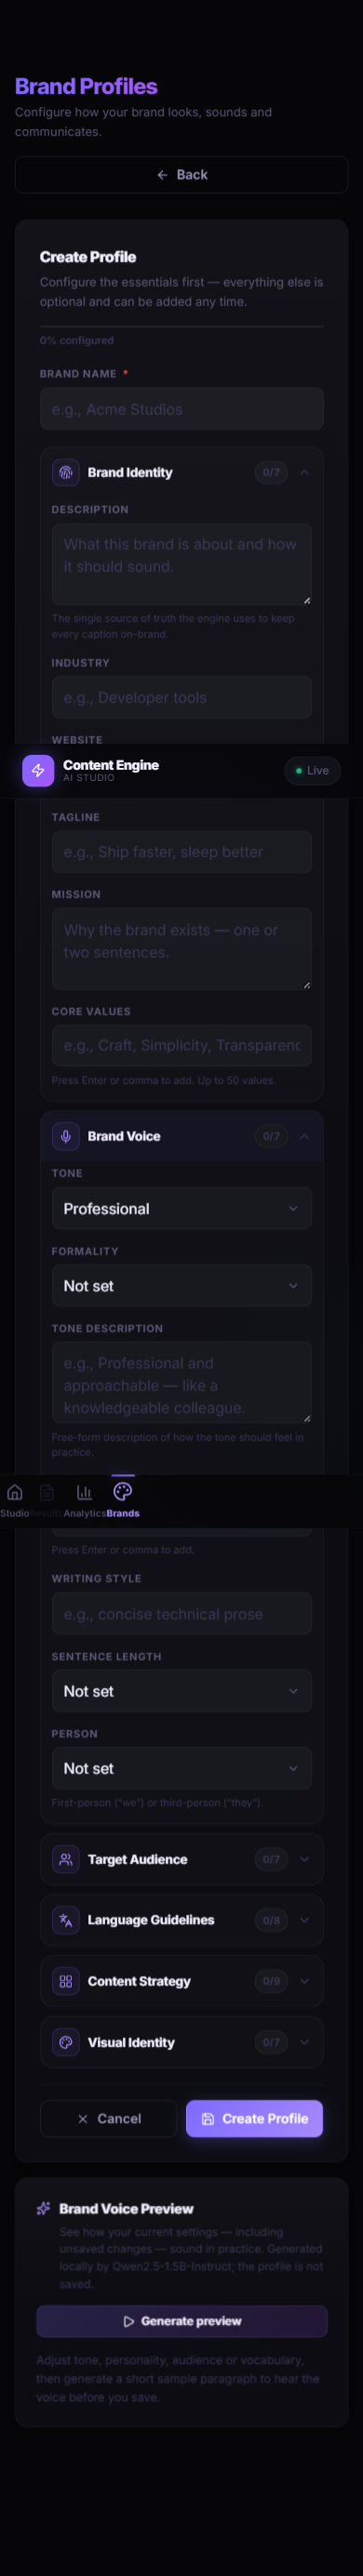 Brand Profiles
Configure how your brand looks, sounds and
communicates.
Back
Create Profile
Configure the essentials first — everything else is
optional and can be added any time.
0% configured
BRAND NAME *
e.g., Acme Studios
Brand Identity
0/7
DESCRIPTION
What this brand is about and how
it should sound.
The single source of truth the engine uses to keep
every caption on-brand.
INDUSTRY
e.g., Developer tools
WEBSITE
Content Engine
AI STUDIO
Live
TAGLINE
e.g., Ship faster, sleep better
MISSION
Why the brand exists — one or
two sentences.
CORE VALUES
e.g., Craft, Simplicity, Transparenc
Press Enter or comma to add. Up to 50 values.
Brand Voice
0/7
TONE
Professional
FORMALITY
Not set
TONE DESCRIPTION
e.g., Professional and
approachable — like a
knowledgeable colleague.
Free-form description of how the tone should feel in
practice.
Studio
Results
Analytics
Brands
Press Enter or comma to add.
WRITING STYLE
e.g., concise technical prose
SENTENCE LENGTH
Not set
PERSON
Not set
First-person (“we”) or third-person (“they”).
Target Audience
0/7
Language Guidelines
0/8
Content Strategy
0/9
Visual Identity
0/7
Cancel
Create Profile
Brand Voice Preview
See how your current settings — including
unsaved changes — sound in practice. Generated
locally by Qwen2.5-1.5B-Instruct; the profile is not
saved.
Generate preview
Adjust tone, personality, audience or vocabulary,
then generate a short sample paragraph to hear the
voice before you save.